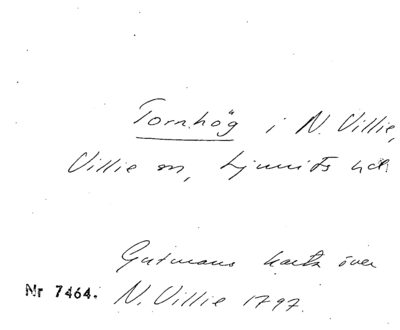 Tornhög i N. Villie,
Villie sn, Ljunits hd.
Gutmans karta över
Nr 7464. N. Villie 1797.